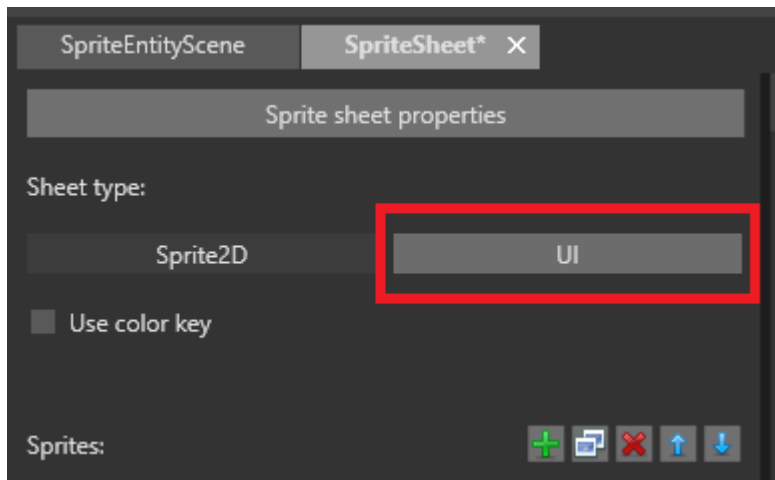 SpriteEntityScene SpriteSheet*
Sprite sheet properties
Sheet type:
Sprite2D UI
Use color key
Sprites: